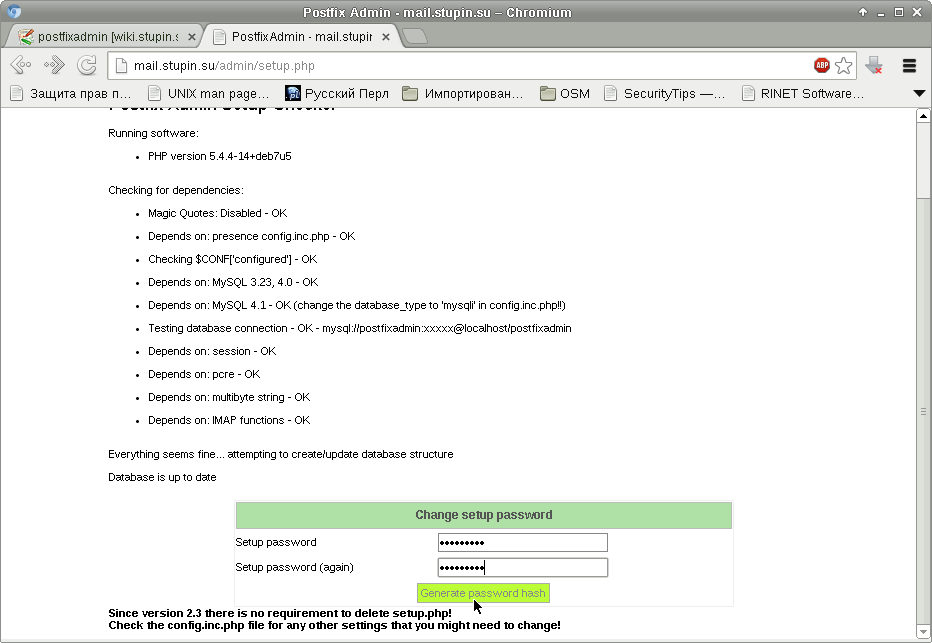 Postfix Admin - mail.stupin.su – Chromium
postfixadmin [wiki.stupin.s
PostfixAdmin - mail.stupin
mail.stupin.su/admin/setup.php
ABP
Защита прав п...
UNIX man page...
Русский Перл
Импортирован...
OSM
SecurityTips —...
RINET Software...
Postfix Admin Setup Checker
Running software:
PHP version 5.4.4-14+deb7u5
Checking for dependencies:
Magic Quotes: Disabled - OK
Depends on: presence config.inc.php - OK
Checking $CONF['configured'] - OK
Depends on: MySQL 3.23, 4.0 - OK
Depends on: MySQL 4.1 - OK (change the database_type to 'mysqli' in config.inc.php!!)
Testing database connection - OK - mysql://postfixadmin:xxxxx@localhost/postfixadmin
Depends on: session - OK
Depends on: pcre - OK
Depends on: multibyte string - OK
Depends on: IMAP functions - OK
Everything seems fine... attempting to create/update database structure
Database is up to date
Change setup password
Setup password
Setup password (again)
Generate password hash
Since version 2.3 there is no requirement to delete setup.php!
Check the config.inc.php file for any other settings that you might need to change!